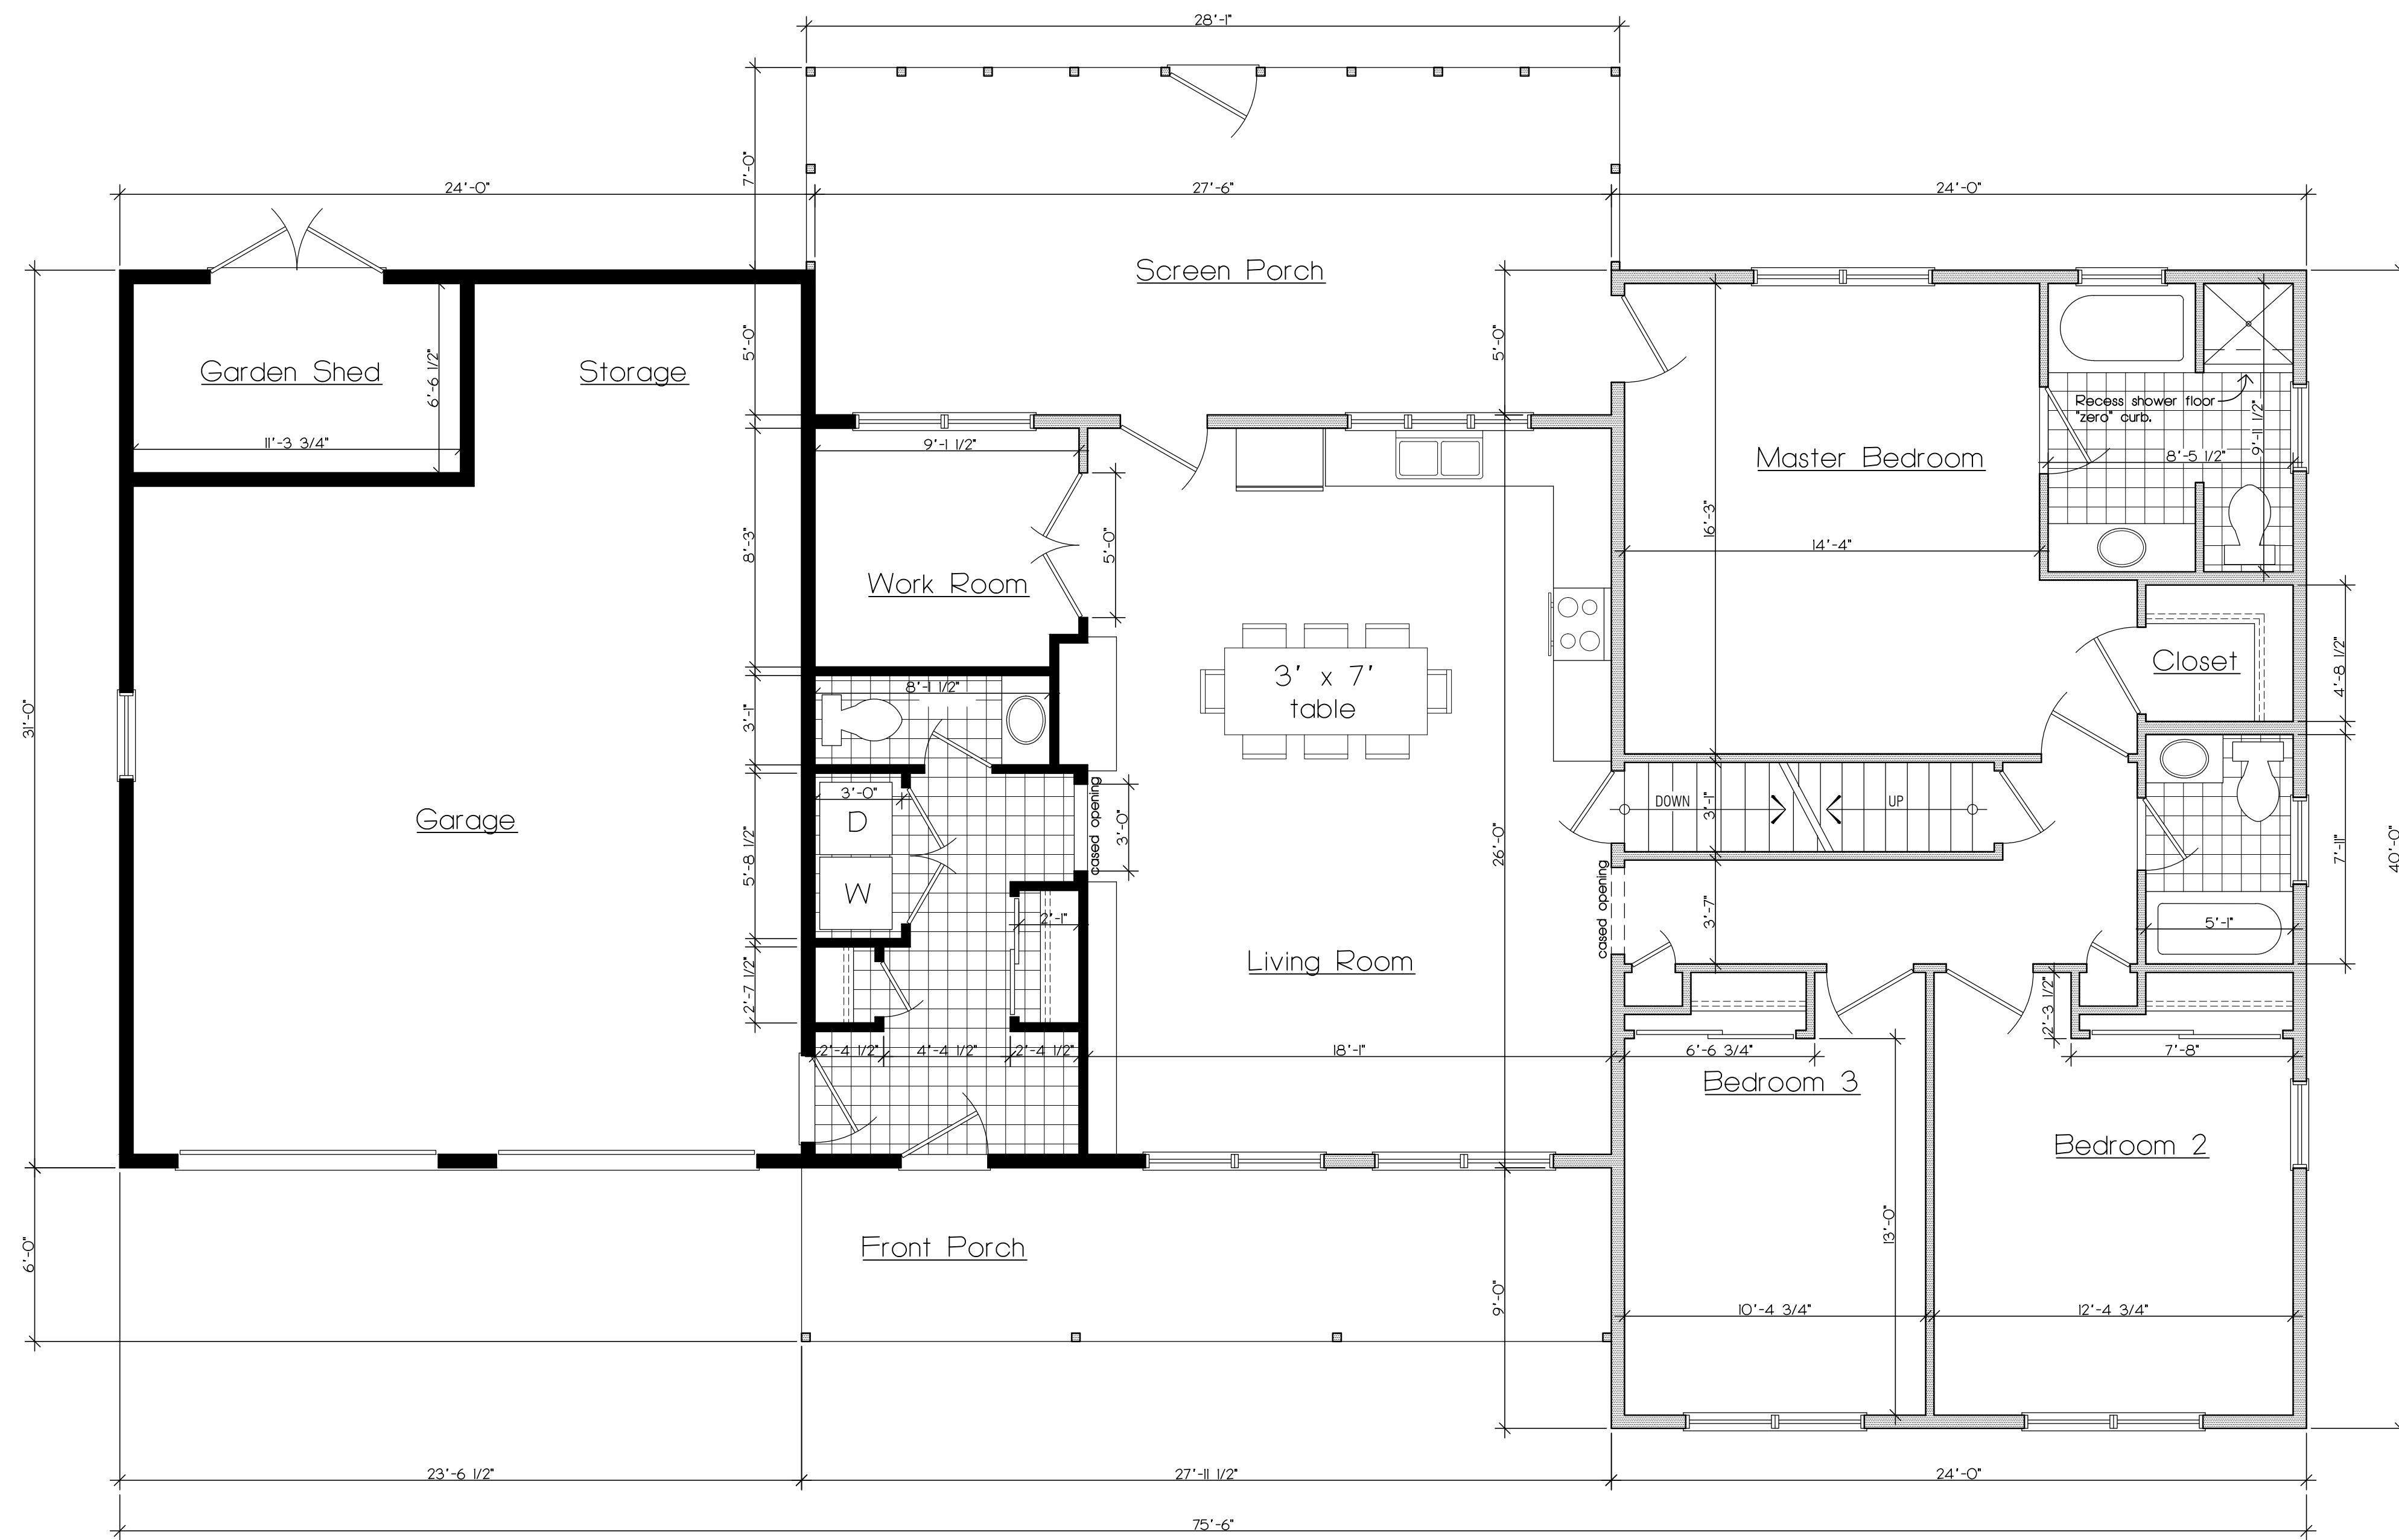 28'-1"
7'-0"
24'-0"
27'-6"
24'-0"
Screen Porch
5'-0"
5'-0"
Garden Shed
6'-6 1/2"
Storage
Recess shower floor
"zero" curb.
9'-11 1/2"
11'-3 3/4"
9'-1 1/2"
Master Bedroom
8'-5 1/2"
8'-3"
5'-0"
16'-3"
14'-4"
Work Room
3' x 7'
table
Closet
4'-8 1/2"
31'-0"
8'-1 1/2"
3'-1"
3'-0"
D
cased opening
3'-0"
DOWN
3'-1"
UP
Garage
5'-8 1/2"
26'-0"
7'-11"
40'-0"
W
2'-1"
cased opening
3'-7"
5'-1"
Living Room
2'-7 1/2"
2'-3 1/2"
2'-4 1/2"
4'-4 1/2"
2'-4 1/2"
18'-1"
6'-6 3/4"
7'-8"
Bedroom 3
Bedroom 2
6'-0"
Front Porch
13'-0"
9'-0"
10'-4 3/4"
12'-4 3/4"
23'-6 1/2"
27'-11 1/2"
24'-0"
75'-6"